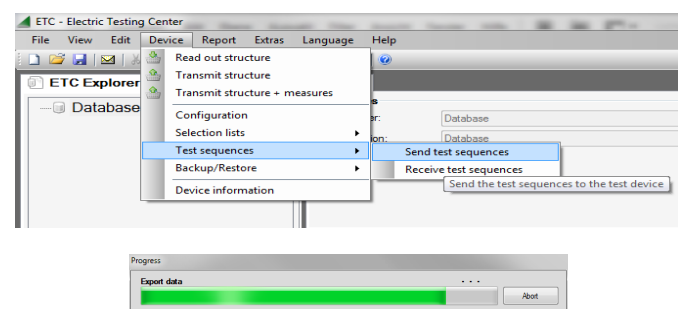 ETC - Electric Testing Center
File View Edit Device Report Extras Language Help
Read out structure
ETC Explorer
Transmit structure
Transmit structure + measures
Database
er: Database
Configuration
ion: Database
Selection lists
Test sequences
Send test sequences
Backup/Restore
Receive test sequences
Send the test sequences to the test device
Device information
Progress
Export data
...
Abort